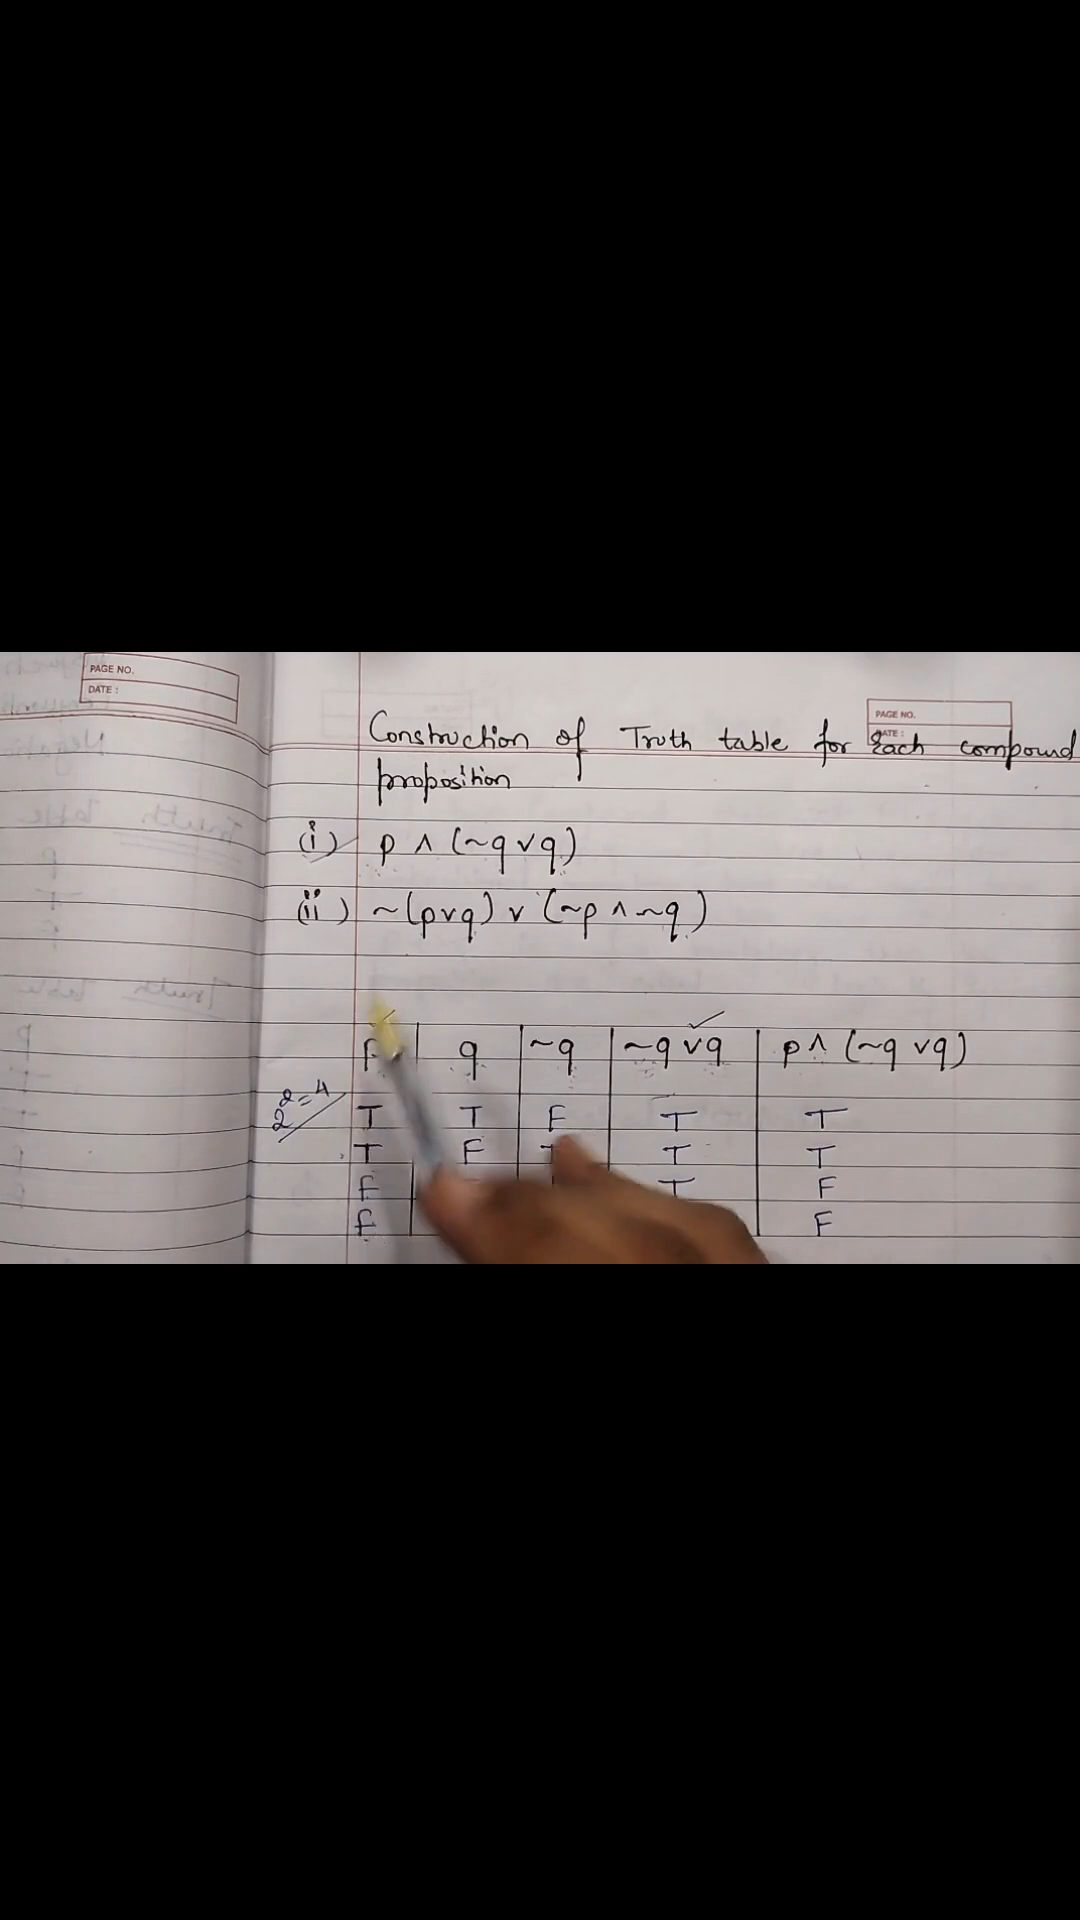 PAGE NO.
DATE :
PAGE NO.
DATE :
Construction of Truth table for Each compound
proposition
(i) p ∧ (~q ∨ q)
(ii) ~(p∨q) ∨ (~p ∧ ~q)
p q ~q ~q ∨ q p ∧ (~q ∨ q)
2²=4
T T F T T
T F T T
F T F
F F